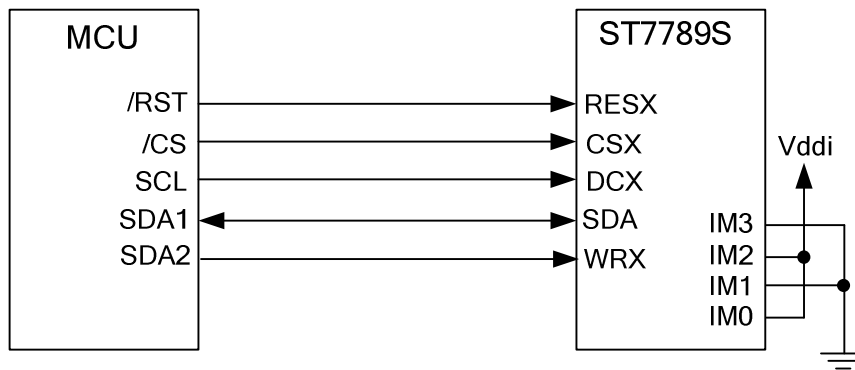 MCU
ST7789S
/RST
RESX
/CS
CSX
Vddi
SCL
DCX
SDA1
SDA
IM3
SDA2
WRX
IM2
IM1
IM0